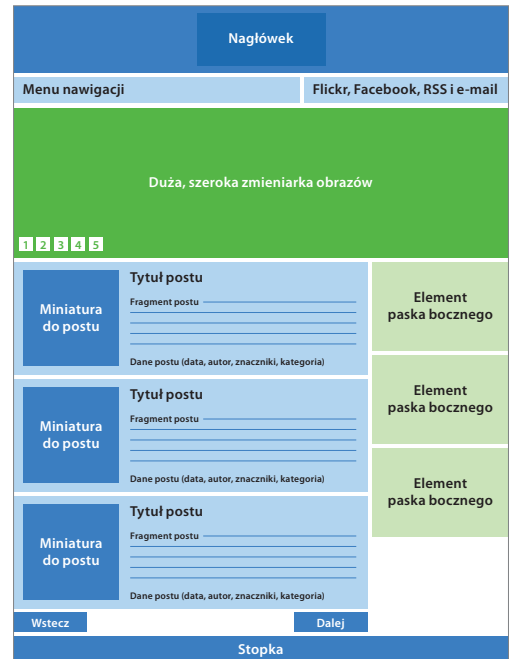 Nagłówek
Menu nawigacji
Flickr, Facebook, RSS i e-mail
Duża, szeroka zmieniarka obrazów
1 2 3 4 5
Miniatura
do postu
Tytuł postu
Fragment postu
Dane postu (data, autor, znaczniki, kategoria)
Element
paska bocznego
Miniatura
do postu
Tytuł postu
Fragment postu
Dane postu (data, autor, znaczniki, kategoria)
Element
paska bocznego
Miniatura
do postu
Tytuł postu
Fragment postu
Dane postu (data, autor, znaczniki, kategoria)
Element
paska bocznego
Wstecz
Dalej
Stopka